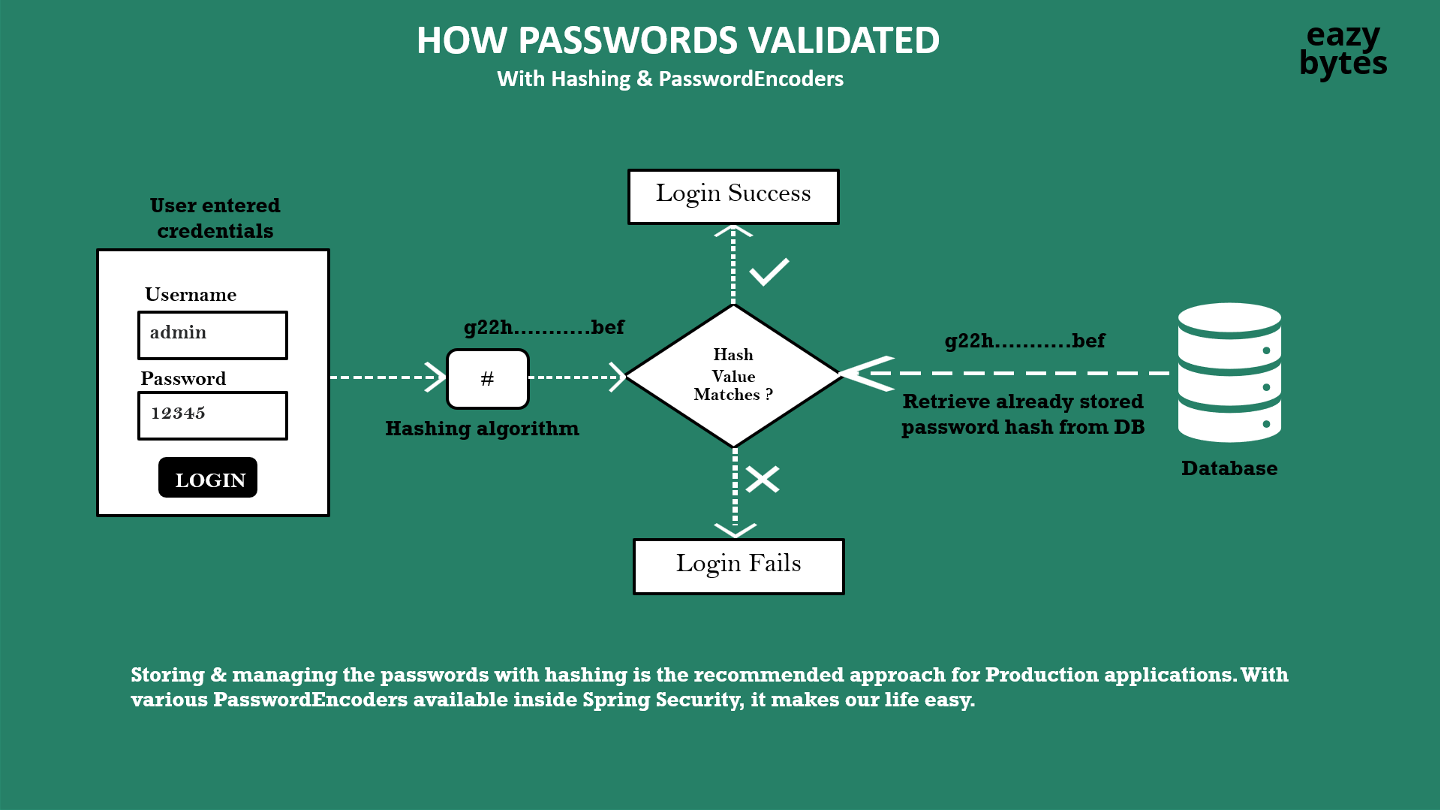 HOW PASSWORDS VALIDATED
With Hashing & PasswordEncoders
eazy
bytes
User entered
credentials
Username
admin
Password
12345
LOGIN
g22h...........bef
#
Hashing algorithm
Login Success
Hash
Value
Matches ?
Login Fails
g22h...........bef
Retrieve already stored
password hash from DB
Database
Storing & managing the passwords with hashing is the recommended approach for Production applications. With
various PasswordEncoders available inside Spring Security, it makes our life easy.